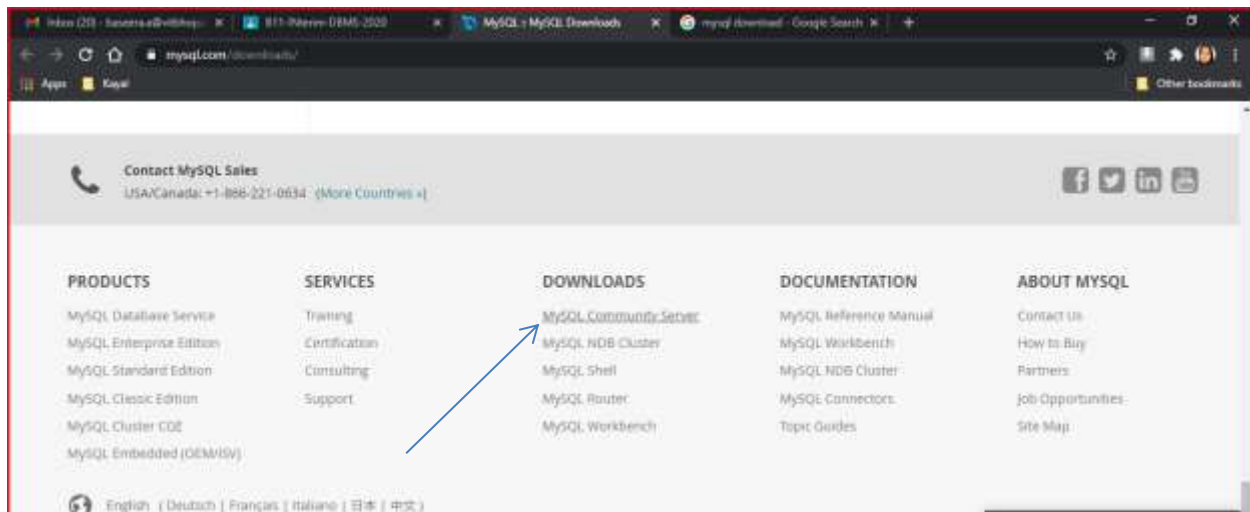 Inbox (20)
MySQL :: MySQL Downloads
mysql download - Google Search
mysql.com/downloads/
Apps
Kayal
Other bookmarks
Contact MySQL Sales
USA/Canada: +1-866-221-0634 (More Countries »)
PRODUCTS
MySQL Database Service
MySQL Enterprise Edition
MySQL Standard Edition
MySQL Classic Edition
MySQL Cluster CGE
MySQL Embedded (OEM/ISV)
SERVICES
Training
Certification
Consulting
Support
DOWNLOADS
MySQL Community Server
MySQL NDB Cluster
MySQL Shell
MySQL Router
MySQL Workbench
DOCUMENTATION
MySQL Reference Manual
MySQL Workbench
MySQL NDB Cluster
MySQL Connectors
Topic Guides
ABOUT MYSQL
Contact Us
How to Buy
Partners
Job Opportunities
Site Map
English ( Deutsch | Français | Italiano | 日本 | 中文 )